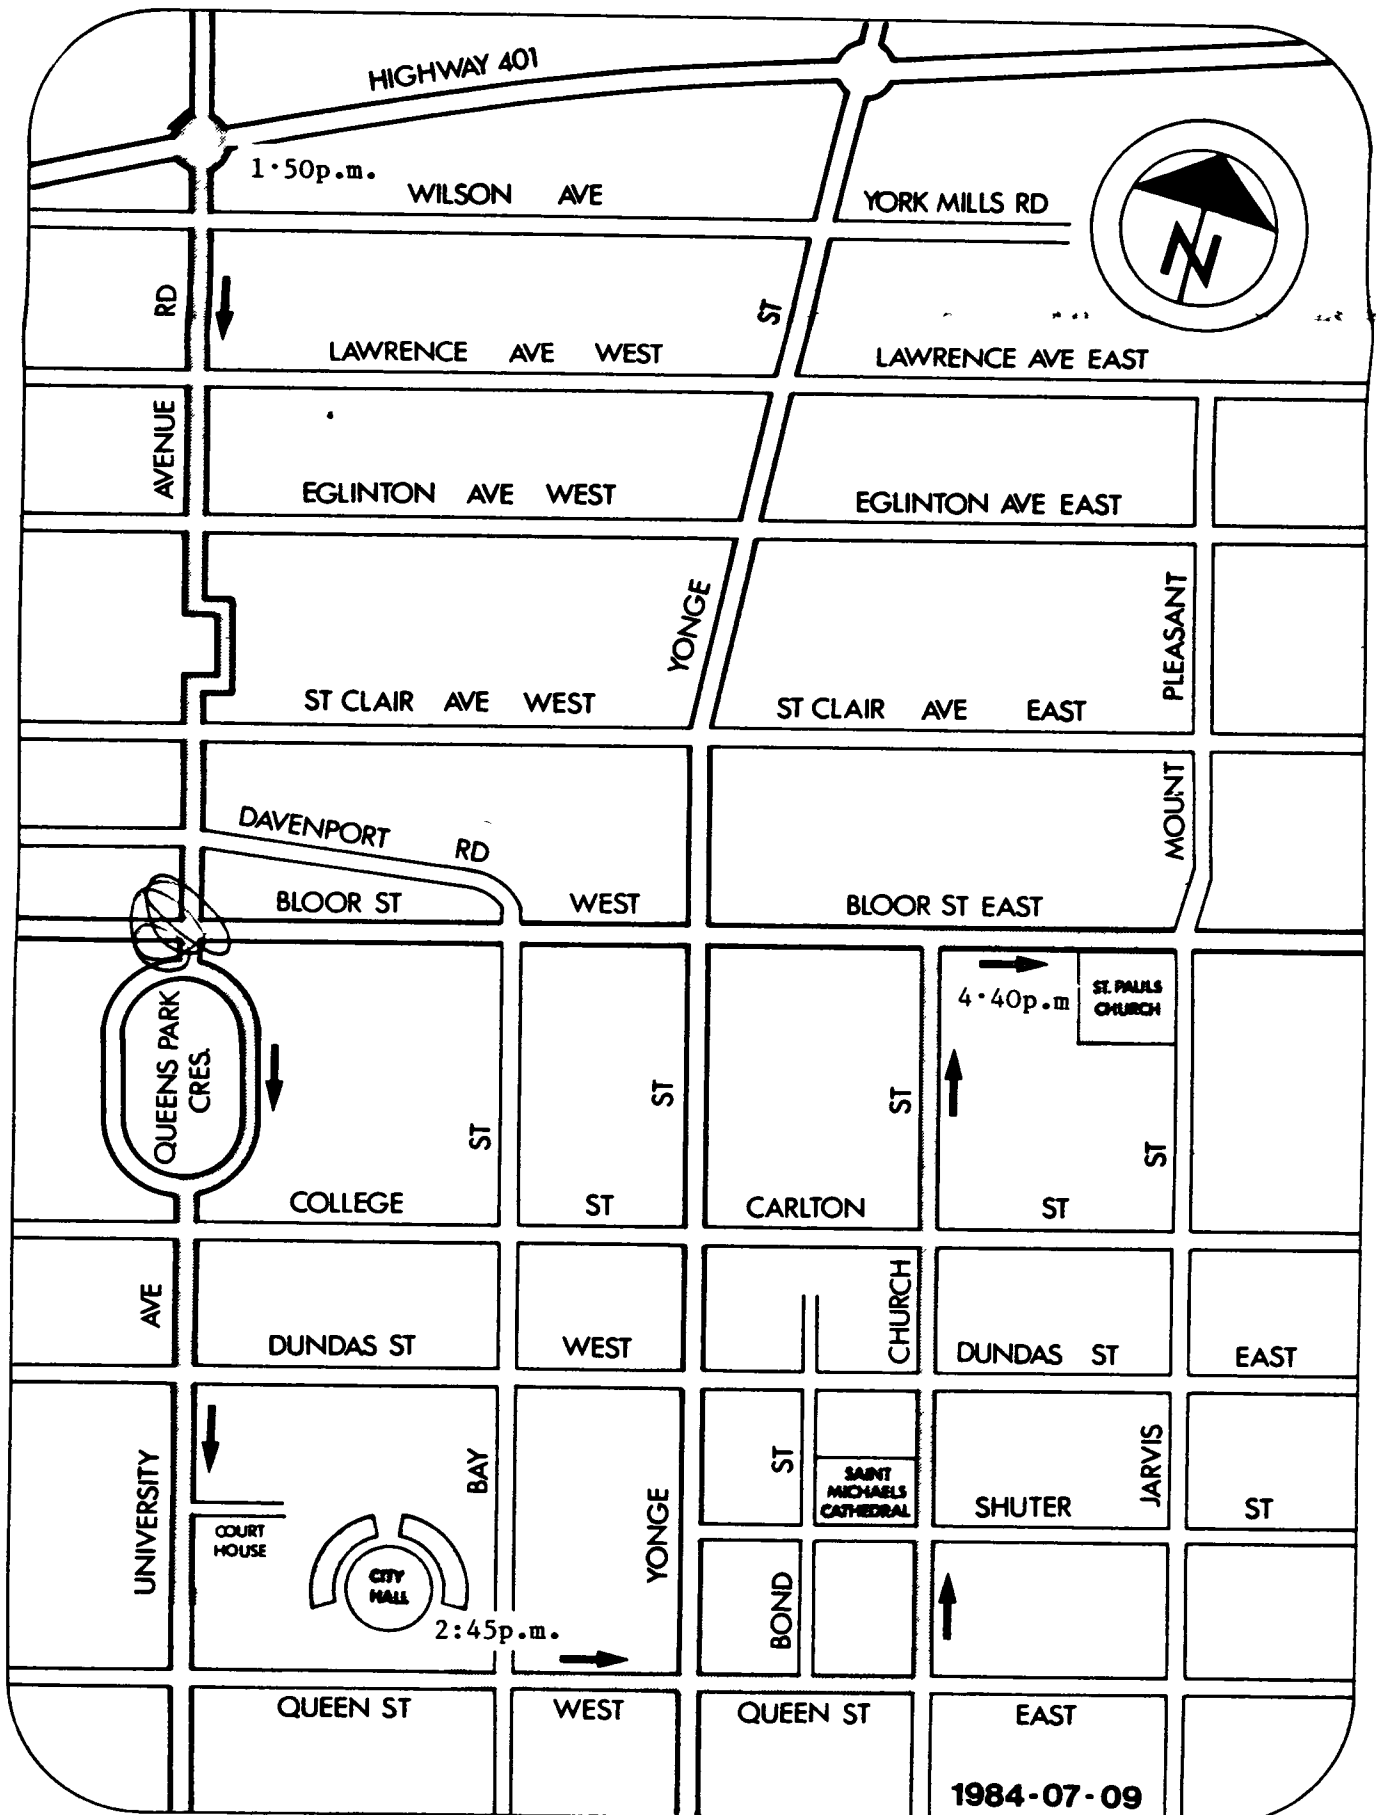 HIGHWAY 401
1·50p.m.
WILSON AVE
YORK MILLS RD
N
RD
ST
LAWRENCE AVE WEST
LAWRENCE AVE EAST
AVENUE
EGLINTON AVE WEST
EGLINTON AVE EAST
YONGE
PLEASANT
ST CLAIR AVE WEST
ST CLAIR AVE EAST
MOUNT
DAVENPORT RD
BLOOR ST WEST
BLOOR ST EAST
4·40p.m
ST. PAULS
CHURCH
QUEENS PARK
CRES.
ST
ST
ST
ST
COLLEGE ST
CARLTON ST
AVE
CHURCH
DUNDAS ST WEST
DUNDAS ST EAST
UNIVERSITY
BAY
YONGE
ST
SAINT
MICHAELS
CATHEDRAL
SHUTER ST
JARVIS
COURT
HOUSE
CITY
HALL
BOND
2:45p.m.
QUEEN ST WEST
QUEEN ST EAST
1984-07-09